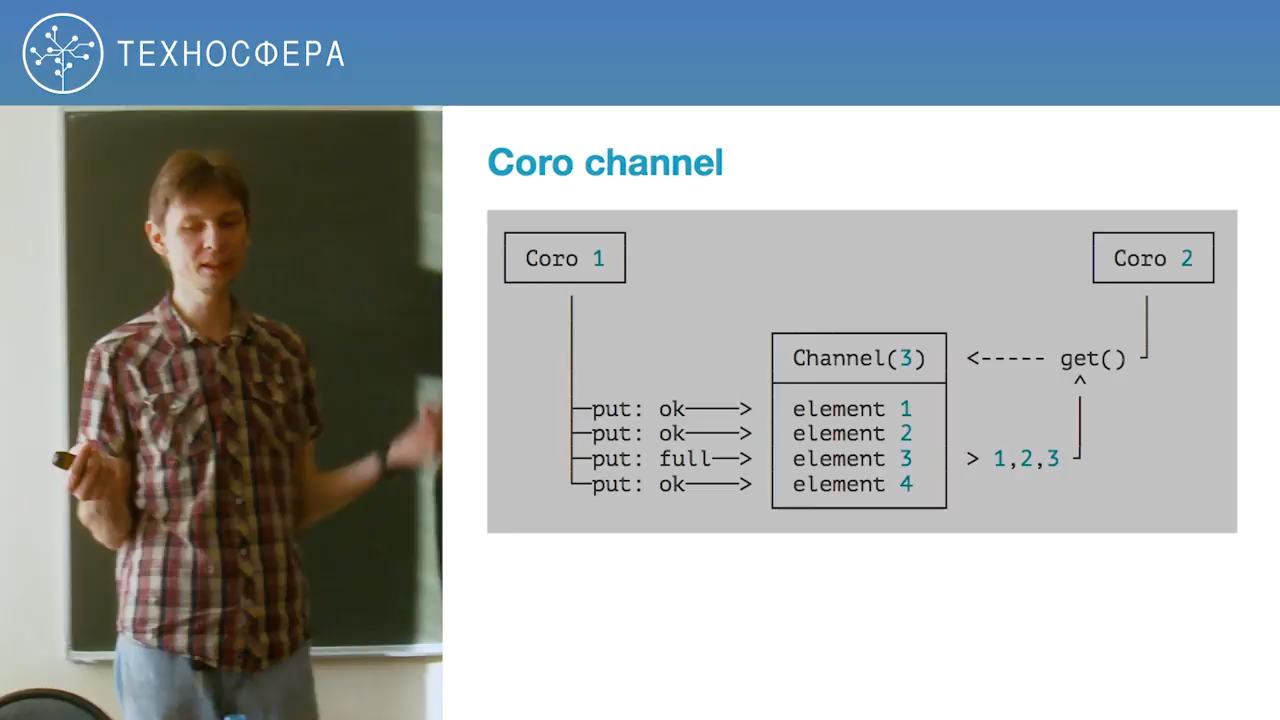 ТЕХНОСФЕРА
Coro channel
Coro 1
Coro 2
Channel(3) <----- get()
^
put: ok——> element 1
put: ok——> element 2
put: full——> element 3 > 1,2,3
put: ok——> element 4